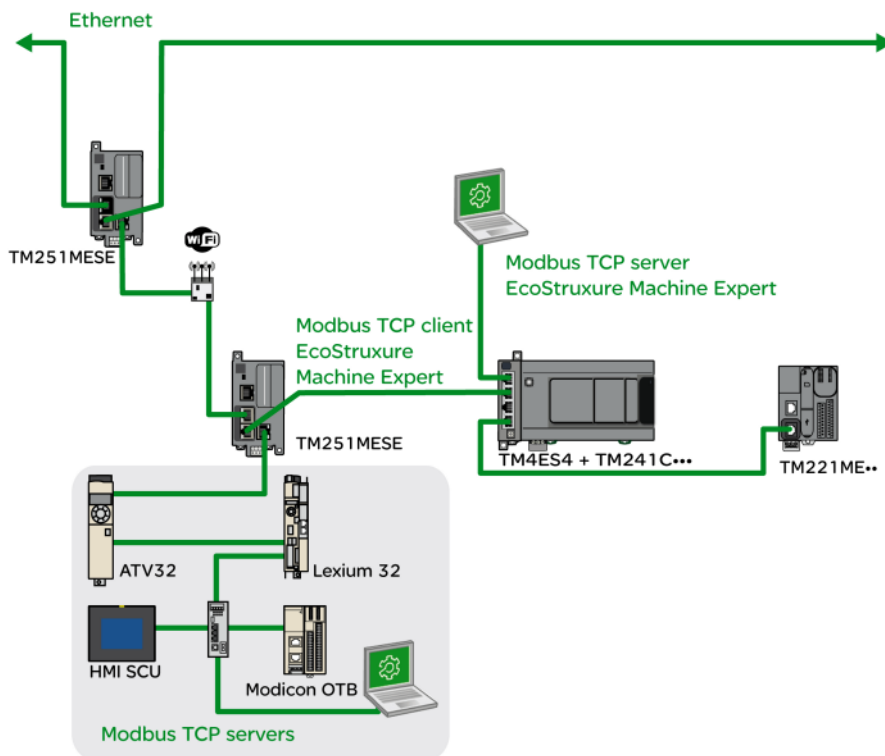 Ethernet
TM251MESE
WiFi
Modbus TCP server
EcoStruxure Machine Expert
Modbus TCP client
EcoStruxure
Machine Expert
TM251MESE
TM4ES4 + TM241C•••
TM221ME••
ATV32
Lexium 32
HMI SCU
Modicon OTB
Modbus TCP servers